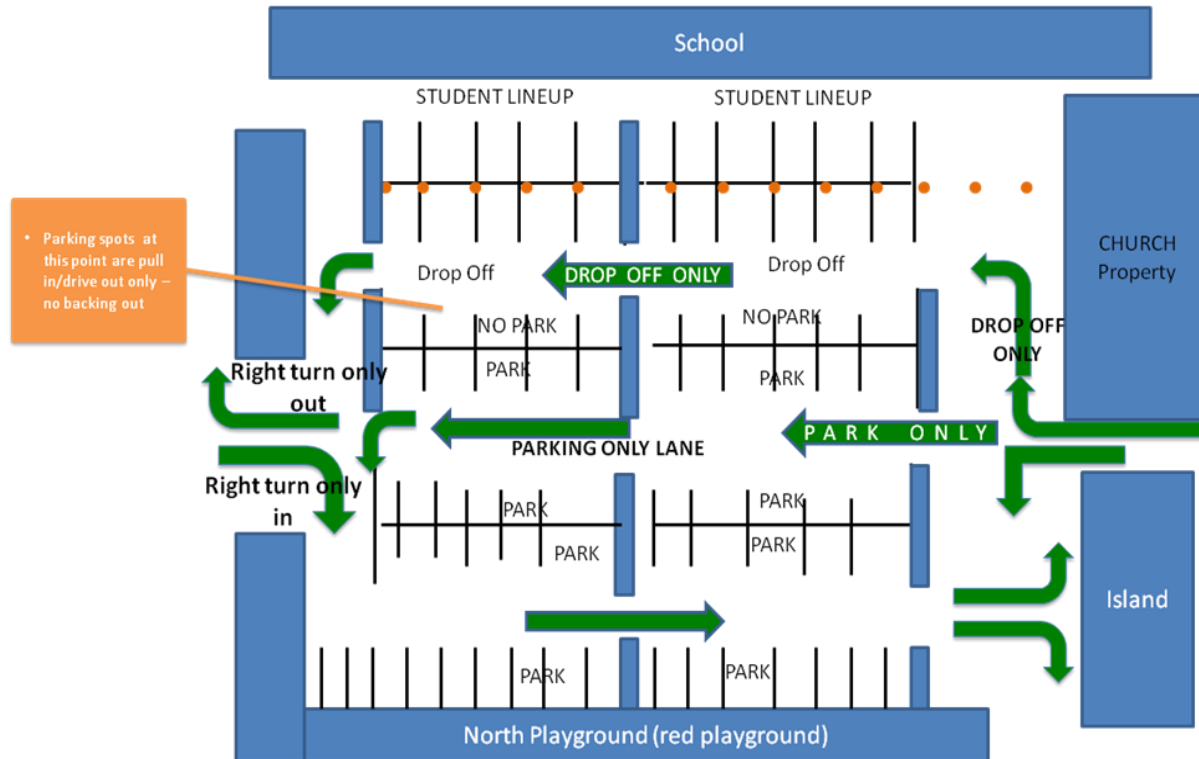 School
STUDENT LINEUP
STUDENT LINEUP
CHURCH
Property
• Parking spots at
this point are pull
in/drive out only –
no backing out
Drop Off
DROP OFF ONLY
Drop Off
DROP OFF
ONLY
NO PARK
PARK
NO PARK
PARK
Right turn only
out
PARKING ONLY LANE
PARK ONLY
Right turn only
in
PARK
PARK
PARK
PARK
Island
PARK
PARK
North Playground (red playground)